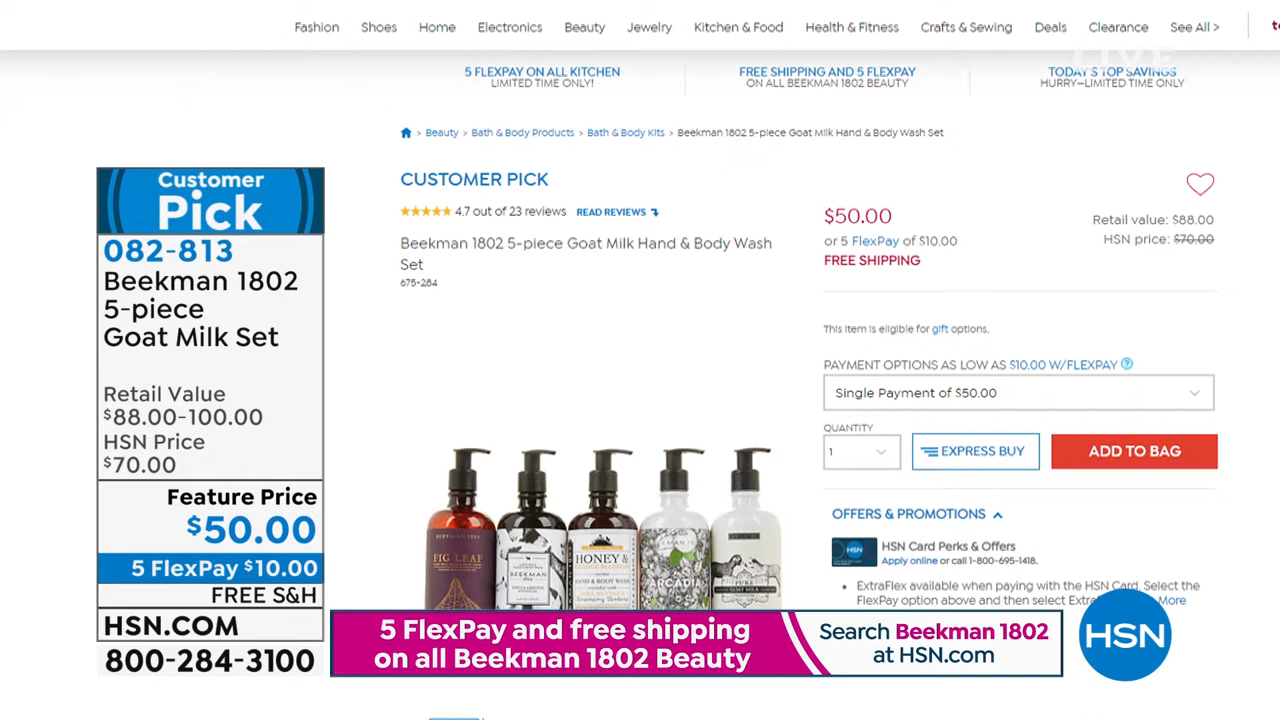 Fashion Shoes Home Electronics Beauty Jewelry Kitchen & Food Health & Fitness Crafts & Sewing Deals Clearance See All >
LIVE
5 FLEXPAY ON ALL KITCHEN
LIMITED TIME ONLY!
FREE SHIPPING AND 5 FLEXPAY
ON ALL BEEKMAN 1802 BEAUTY
TODAY'S TOP SAVINGS
HURRY—LIMITED TIME ONLY
> Beauty > Bath & Body Products > Bath & Body Kits > Beekman 1802 5-piece Goat Milk Hand & Body Wash Set
Customer
Pick
082-813
Beekman 1802
5-piece
Goat Milk Set
Retail Value
$88.00-100.00
HSN Price
$70.00
Feature Price
$50.00
5 FlexPay $10.00
FREE S&H
HSN.COM
800-284-3100
CUSTOMER PICK
4.7 out of 23 reviews READ REVIEWS
Beekman 1802 5-piece Goat Milk Hand & Body Wash
Set
675-284
FIG LEAF
BEEKMAN
1802
HONEY &
HAND & BODY WASH
ARCADIA
PURE
GOAT MILK
$50.00
or 5 FlexPay of $10.00
FREE SHIPPING
Retail value: $88.00
HSN price: $70.00
This item is eligible for gift options.
PAYMENT OPTIONS AS LOW AS $10.00 W/FLEXPAY ?
Single Payment of $50.00
QUANTITY
1
EXPRESS BUY
ADD TO BAG
OFFERS & PROMOTIONS
HSN
HSN Card Perks & Offers
Apply online or call 1-800-695-1418.
• ExtraFlex available when paying with the HSN Card. Select the
FlexPay option above and then select
More
5 FlexPay and free shipping
on all Beekman 1802 Beauty
Search Beekman 1802
at HSN.com
HSN